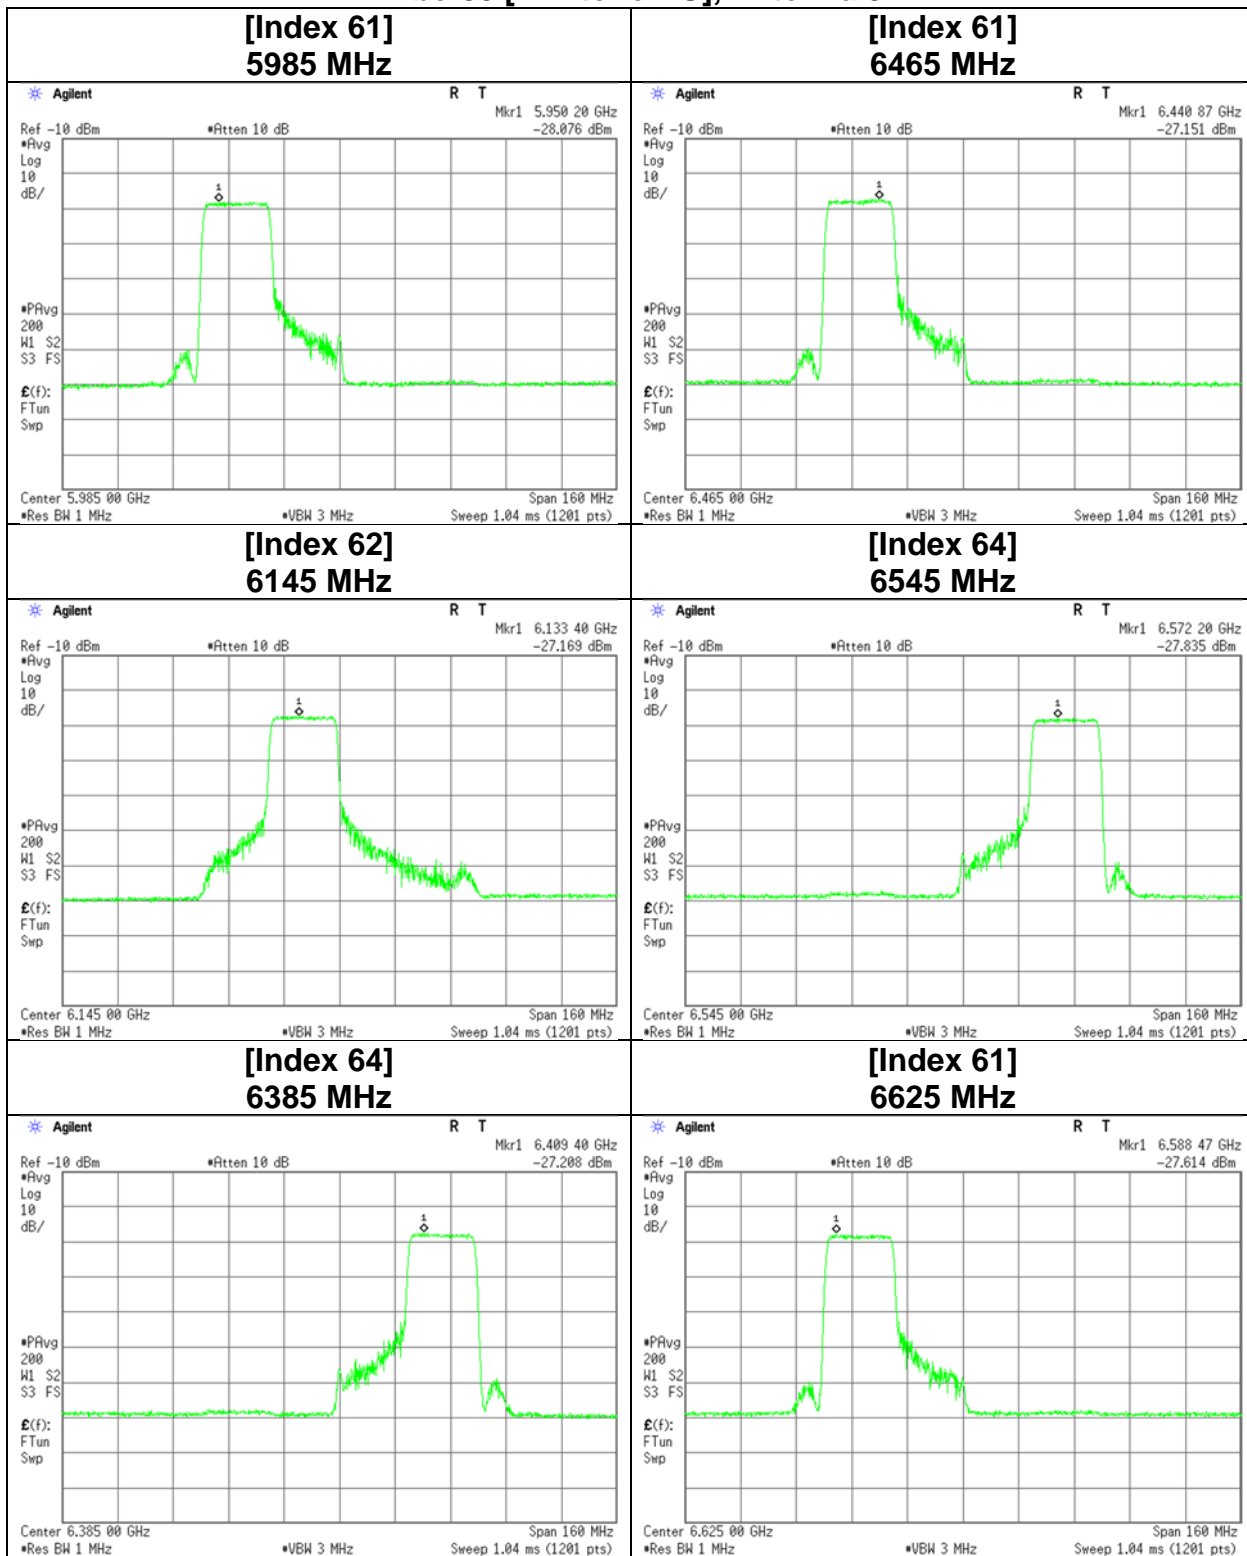 [Index 61]
5985 MHz
[Index 61]
6465 MHz
Agilent
R T
Mkr1 5.950 20 GHz
Ref -10 dBm
#Atten 10 dB
-28.076 dBm
#Avg
Log
10
dB/
1
#PAvg
200
W1 S2
S3 FS
£(f):
FTun
Swp
Center 5.985 00 GHz
Span 160 MHz
#Res BW 1 MHz
#VBW 3 MHz
Sweep 1.04 ms (1201 pts)
Agilent
R T
Mkr1 6.440 87 GHz
Ref -10 dBm
#Atten 10 dB
-27.151 dBm
#Avg
Log
10
dB/
1
#PAvg
200
W1 S2
S3 FS
£(f):
FTun
Swp
Center 6.465 00 GHz
Span 160 MHz
#Res BW 1 MHz
#VBW 3 MHz
Sweep 1.04 ms (1201 pts)
[Index 62]
6145 MHz
[Index 64]
6545 MHz
Agilent
R T
Mkr1 6.133 40 GHz
Ref -10 dBm
#Atten 10 dB
-27.169 dBm
#Avg
Log
10
dB/
1
#PAvg
200
W1 S2
S3 FS
£(f):
FTun
Swp
Center 6.145 00 GHz
Span 160 MHz
#Res BW 1 MHz
#VBW 3 MHz
Sweep 1.04 ms (1201 pts)
Agilent
R T
Mkr1 6.572 20 GHz
Ref -10 dBm
#Atten 10 dB
-27.835 dBm
#Avg
Log
10
dB/
1
#PAvg
200
W1 S2
S3 FS
£(f):
FTun
Swp
Center 6.545 00 GHz
Span 160 MHz
#Res BW 1 MHz
#VBW 3 MHz
Sweep 1.04 ms (1201 pts)
[Index 64]
6385 MHz
[Index 61]
6625 MHz
Agilent
R T
Mkr1 6.409 40 GHz
Ref -10 dBm
#Atten 10 dB
-27.208 dBm
#Avg
Log
10
dB/
1
#PAvg
200
W1 S2
S3 FS
£(f):
FTun
Swp
Center 6.385 00 GHz
Span 160 MHz
#Res BW 1 MHz
#VBW 3 MHz
Sweep 1.04 ms (1201 pts)
Agilent
R T
Mkr1 6.588 47 GHz
Ref -10 dBm
#Atten 10 dB
-27.614 dBm
#Avg
Log
10
dB/
1
#PAvg
200
W1 S2
S3 FS
£(f):
FTun
Swp
Center 6.625 00 GHz
Span 160 MHz
#Res BW 1 MHz
#VBW 3 MHz
Sweep 1.04 ms (1201 pts)